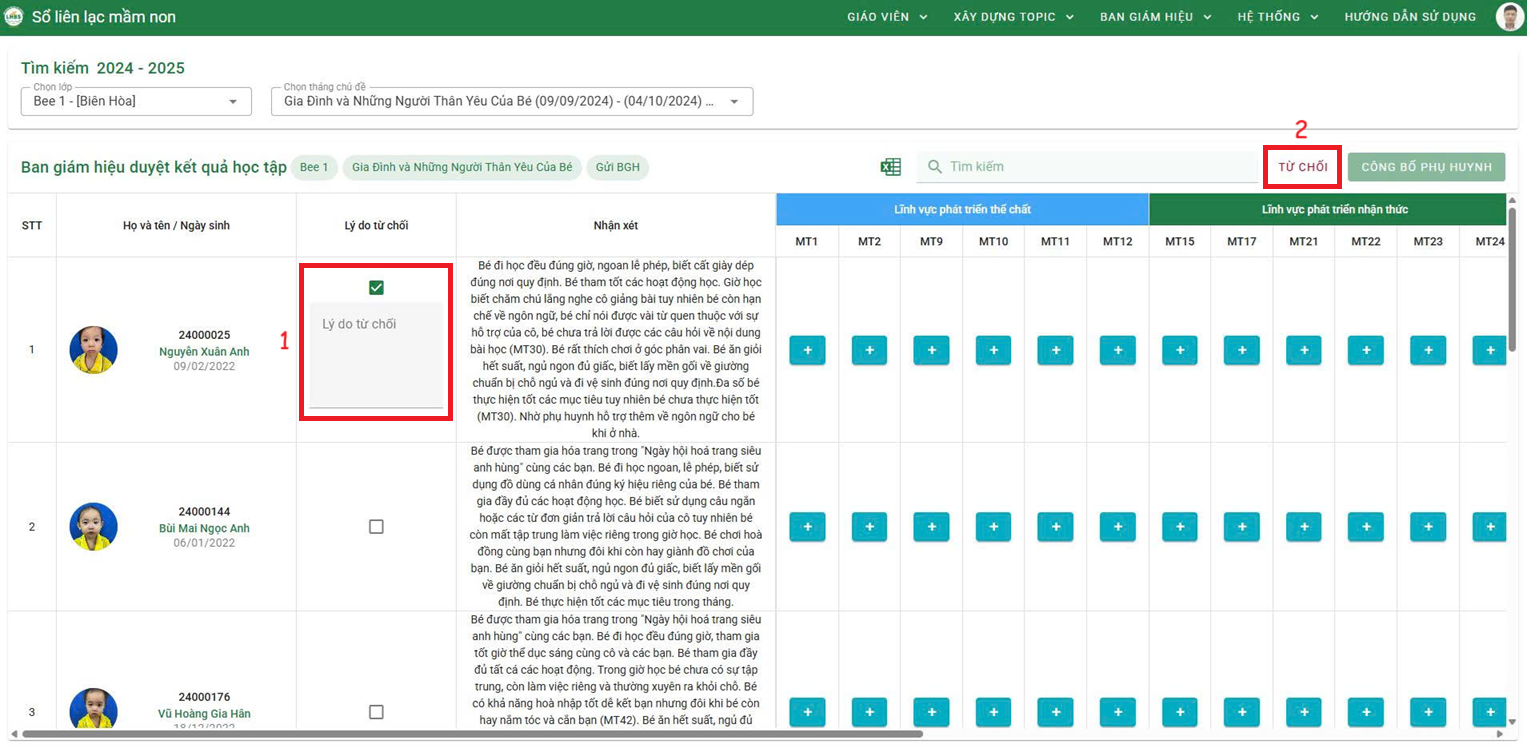 LHBS
Sổ liên lạc mầm non
GIÁO VIÊN
XÂY DỰNG TOPIC
BAN GIÁM HIỆU
HỆ THỐNG
HƯỚNG DẪN SỬ DỤNG
Tìm kiếm 2024 - 2025
Chọn lớp
Bee 1 - [Biên Hòa]
Chọn tháng chủ đề
Gia Đình và Những Người Thân Yêu Của Bé (09/09/2024) - (04/10/2024) ...
2
Ban giám hiệu duyệt kết quả học tập
Bee 1
Gia Đình và Những Người Thân Yêu Của Bé
Gửi BGH
Tìm kiếm
TỪ CHỐI
CÔNG BỐ PHỤ HUYNH
STT
Họ và tên / Ngày sinh
Lý do từ chối
Nhận xét
Lĩnh vực phát triển thể chất
Lĩnh vực phát triển nhận thức
MT1 MT2 MT9 MT10 MT11 MT12 MT15 MT17 MT21 MT22 MT23 MT24
1
24000025
Nguyễn Xuân Anh
09/02/2022
1
Lý do từ chối
Bé đi học đều đúng giờ, ngoan lễ phép, biết cất giày dép
đúng nơi quy định. Bé tham tốt các hoạt động học. Giờ học
biết chăm chú lắng nghe cô giảng bài tuy nhiên bé còn hạn
chế về ngôn ngữ, bé chỉ nói được vài từ quen thuộc với sự
hỗ trợ của cô, bé chưa trả lời được các câu hỏi về nội dung
bài học (MT30). Bé rất thích chơi ở góc phân vai. Bé ăn giỏi
hết suất, ngủ ngon đủ giấc, biết lấy mền gối về giường
chuẩn bị chỗ ngủ và đi vệ sinh đúng nơi quy định.Đa số bé
thực hiện tốt các mục tiêu tuy nhiên bé chưa thực hiện tốt
(MT30). Nhờ phụ huynh hỗ trợ thêm về ngôn ngữ cho bé
khi ở nhà.
+ + + + + + + + + + + +
2
24000144
Bùi Mai Ngọc Anh
06/01/2022
Bé được tham gia hóa trang trong "Ngày hội hoá trang siêu
anh hùng" cùng các bạn. Bé đi học ngoan, lễ phép, biết sử
dụng đồ dùng cá nhân đúng ký hiệu riêng của bé. Bé tham
gia đầy đủ các hoạt động học. Bé biết sử dụng câu ngắn
hoặc các từ đơn giản trả lời câu hỏi của cô tuy nhiên bé
còn mất tập trung làm việc riêng trong giờ học. Bé chơi hoà
đồng cùng bạn nhưng đôi khi còn hay giành đồ chơi của
bạn. Bé ăn giỏi hết suất, ngủ ngon đủ giấc, biết lấy mền gối
về giường chuẩn bị chỗ ngủ và đi vệ sinh đúng nơi quy
định. Bé thực hiện tốt các mục tiêu trong tháng.
+ + + + + + + + + + + +
3
24000176
Vũ Hoàng Gia Hân
18/12/2022
Bé được tham gia hóa trang trong "Ngày hội hoá trang siêu
anh hùng" cùng các bạn. Bé đi học đều đúng giờ, tham gia
tốt giờ thể dục sáng cùng cô và các bạn. Bé tham gia đầy
đủ tất cá các hoạt động. Trong giờ học bé chưa có sự tập
trung, còn làm việc riêng và thường xuyên ra khỏi chỗ. Bé
có khả năng hoà nhập tốt dễ kết bạn nhưng đôi khi bé còn
hay nắm tóc và cắn bạn (MT42). Bé ăn hết suất, ngủ đủ
+ + + + + + + + + + + +